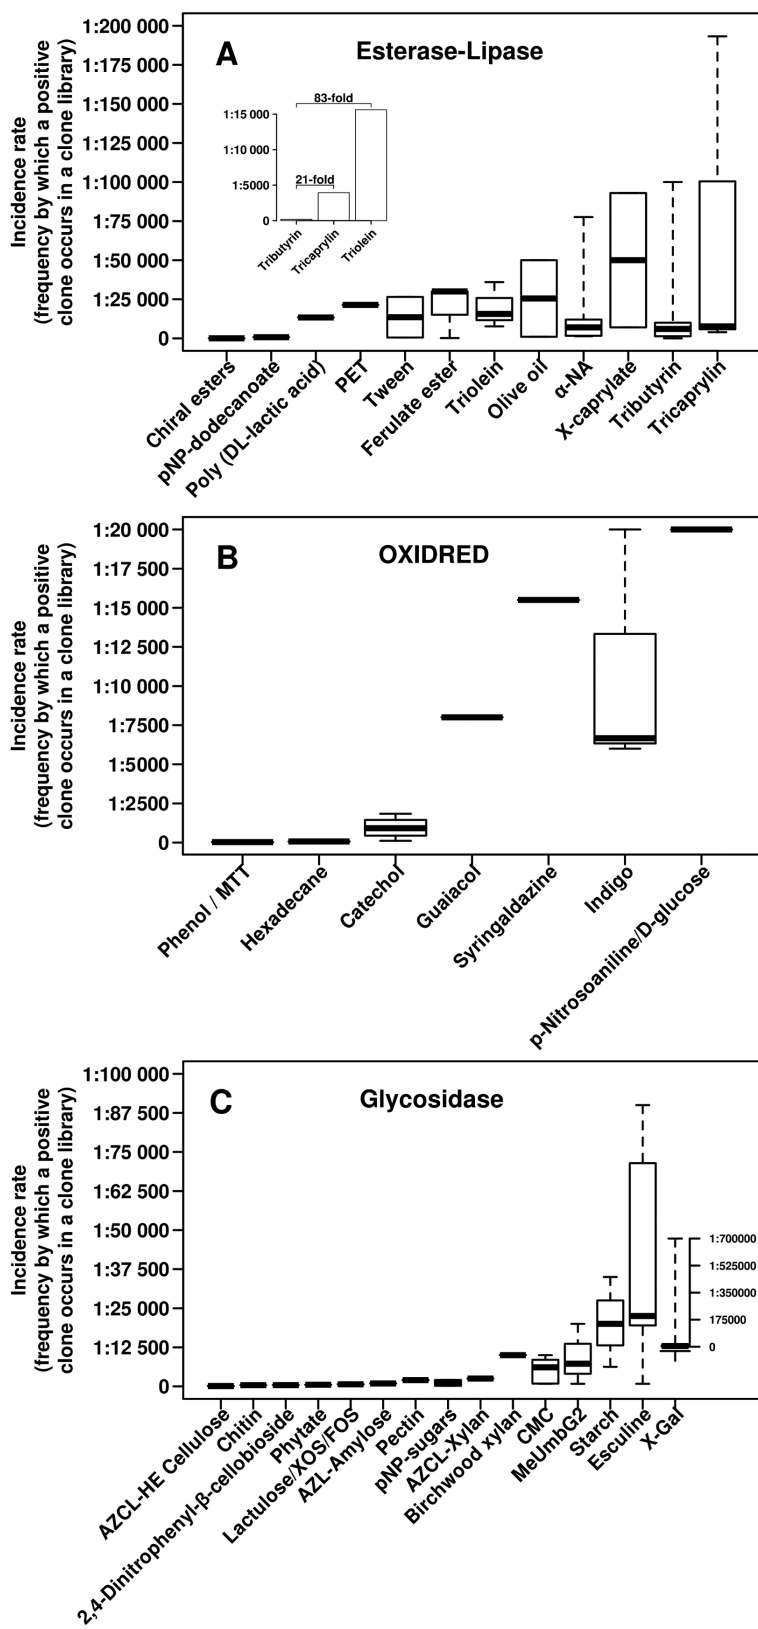 Incidence rate
(frequency by which a positive
clone occurs in a clone library)
1:200 000
1:175 000
1:150 000
1:125 000
1:100 000
1:75 000
1:50 000
1:25 000
0
A
Esterase-Lipase
83-fold
1:15 000
1:10 000
21-fold
1:5000
0
Tributyrin
Tricaprylin
Triolein
Chiral esters
pNP-dodecanoate
Poly (DL-lactic acid)
PET
Tween
Ferulate ester
Triolein
Olive oil
α-NA
X-caprylate
Tributyrin
Tricaprylin
Incidence rate
(frequency by which a positive
clone occurs in a clone library)
1:20 000
1:17 500
1:15 000
1:12 500
1:10 000
1:7500
1:5000
1:2500
0
B
OXIDRED
Phenol / MTT
Hexadecane
Catechol
Guaiacol
Syringaldazine
Indigo
p-Nitrosoaniline/D-glucose
Incidence rate
(frequency by which a positive
clone occurs in a clone library)
1:100 000
1:87 500
1:75 000
1:62 500
1:50 000
1:37 500
1:25 000
1:12 500
0
C
Glycosidase
1:700000
1:525000
1:350000
175000
0
AZCL-HE Cellulose
Chitin
2,4-Dinitrophenyl-β-cellobioside
Phytate
Lactulose/XOS/FOS
AZL-Amylose
Pectin
pNP-sugars
AZCL-Xylan
Birchwood xylan
CMC
MeUmbG2
Starch
Esculine
X-Gal